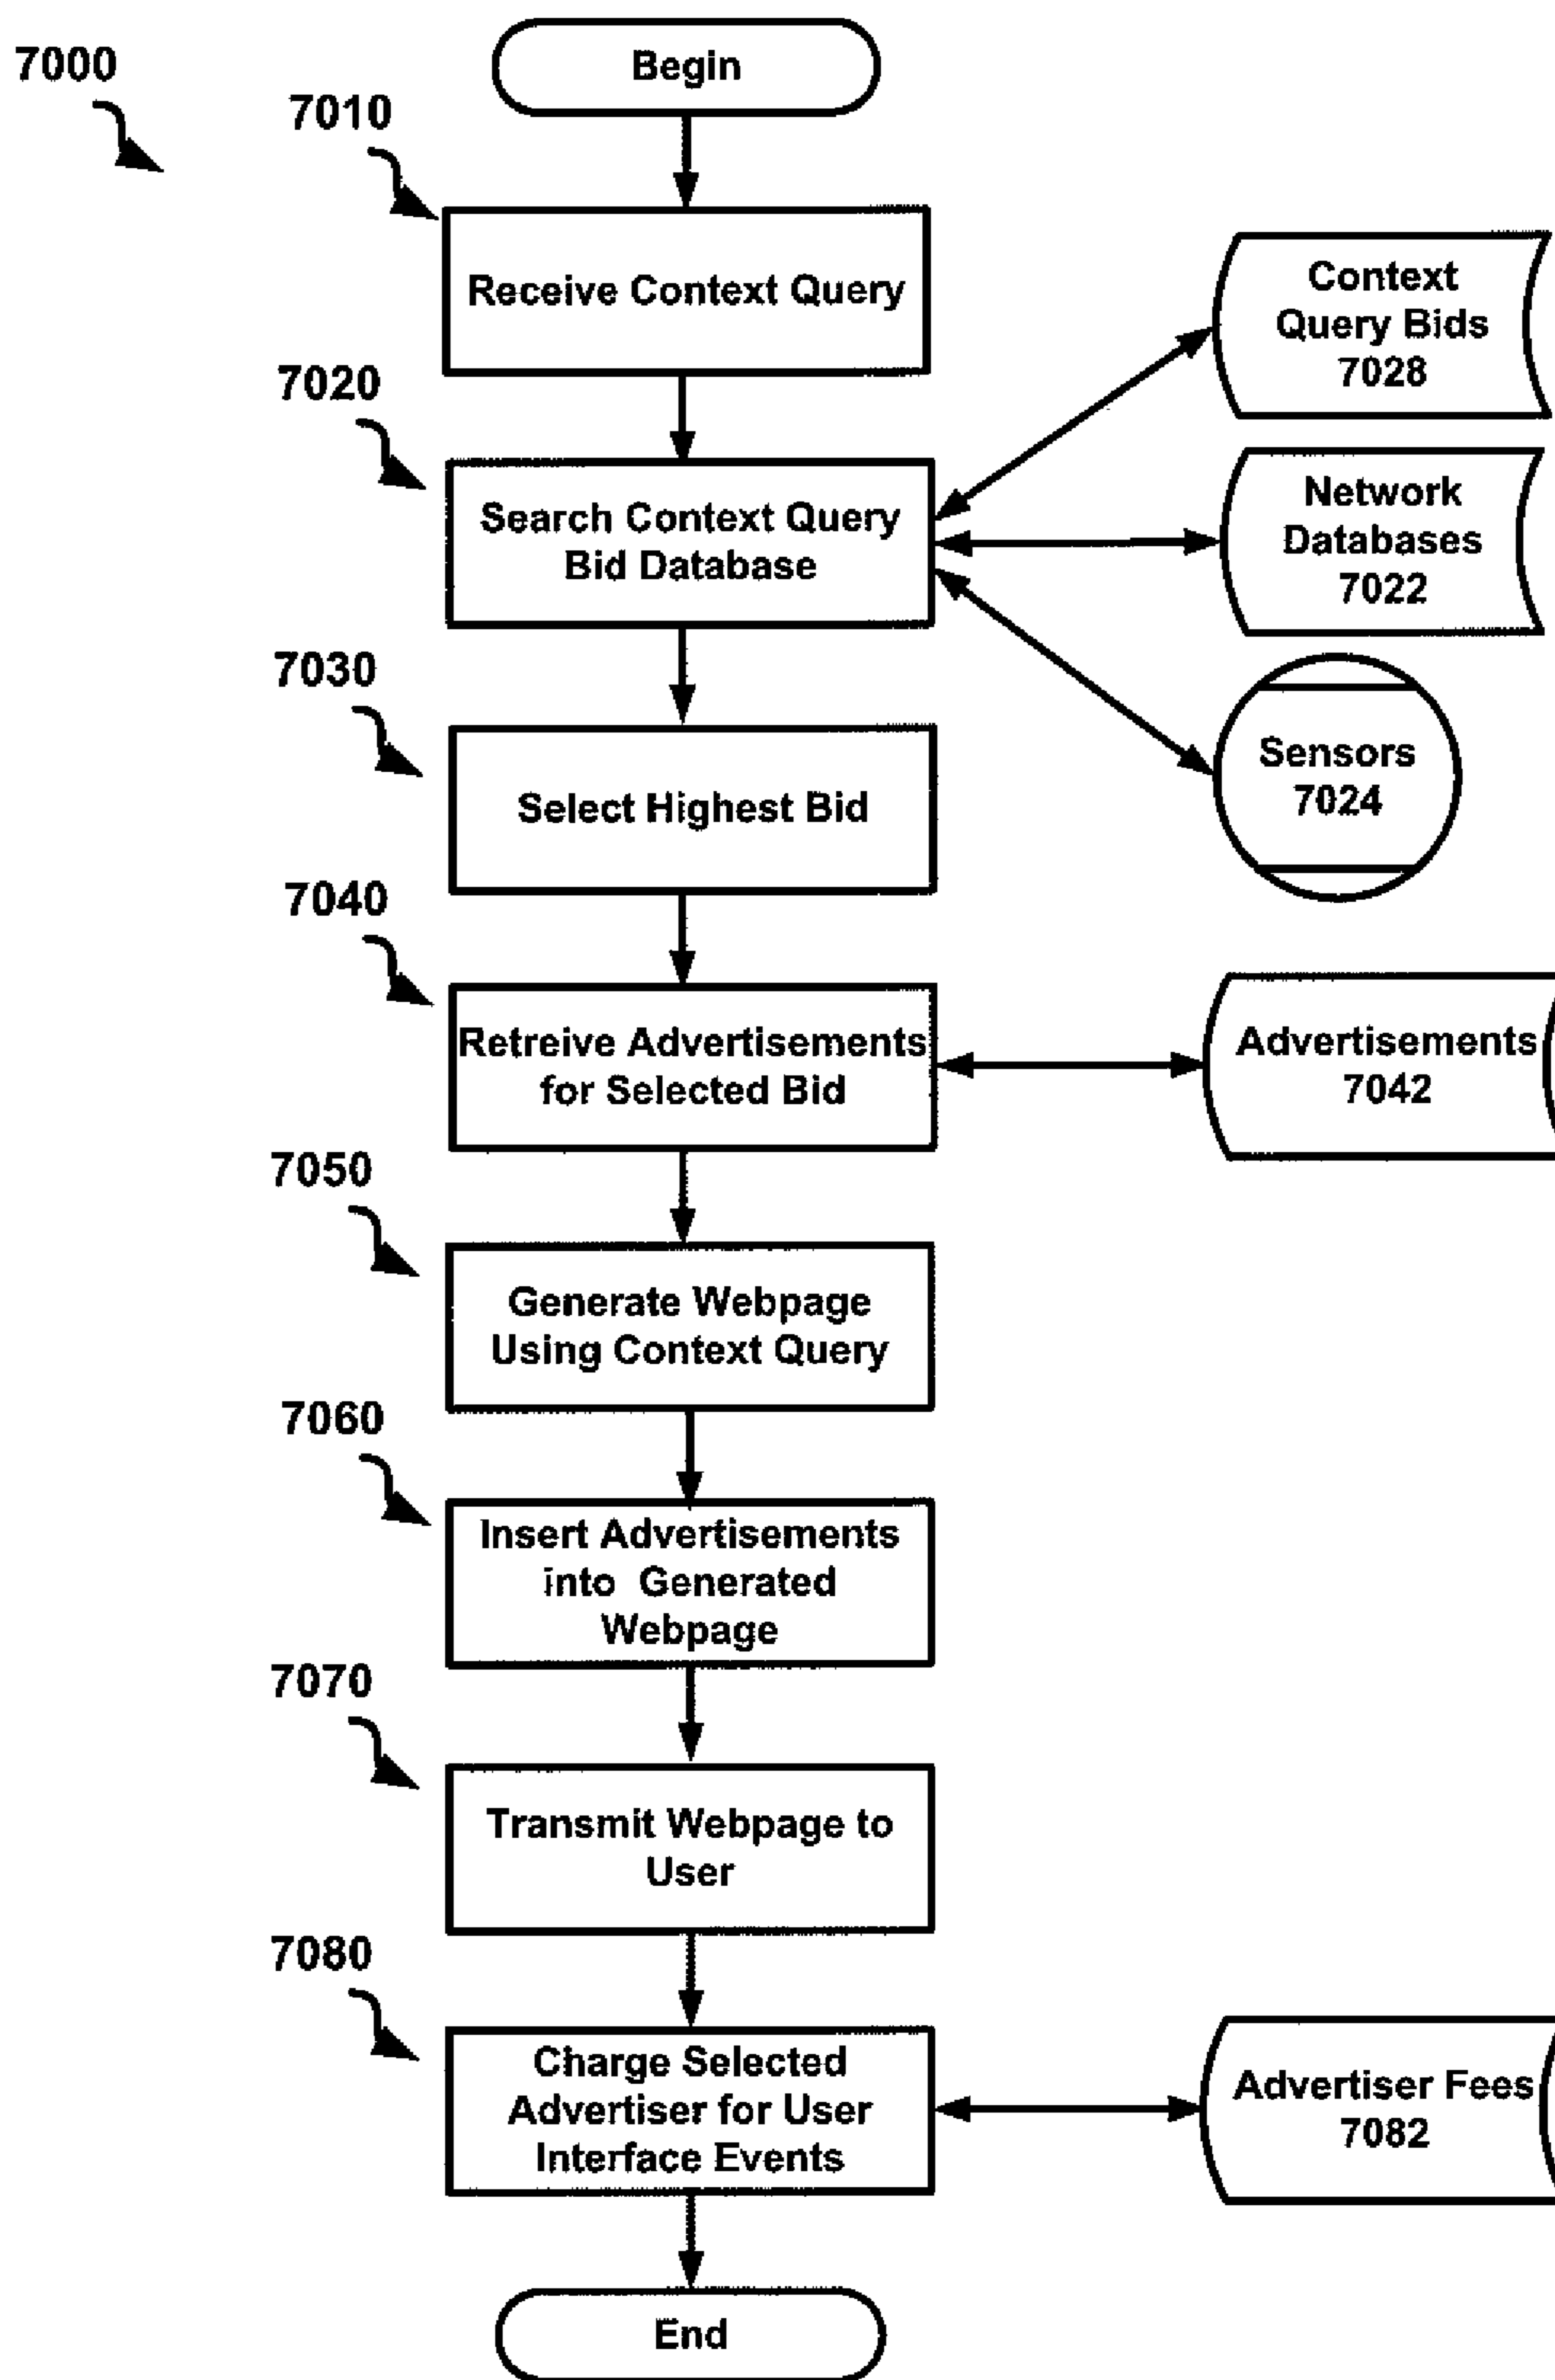 7000
Begin
7010
Receive Context Query
Context
Query Bids
7028
7020
Search Context Query
Bid Database
Network
Databases
7022
7030
Select Highest Bid
Sensors
7024
7040
Retreive Advertisements
for Selected Bid
Advertisements
7042
7050
Generate Webpage
Using Context Query
7060
Insert Advertisements
into Generated
Webpage
7070
Transmit Webpage to
User
7080
Charge Selected
Advertiser for User
Interface Events
Advertiser Fees
7082
End